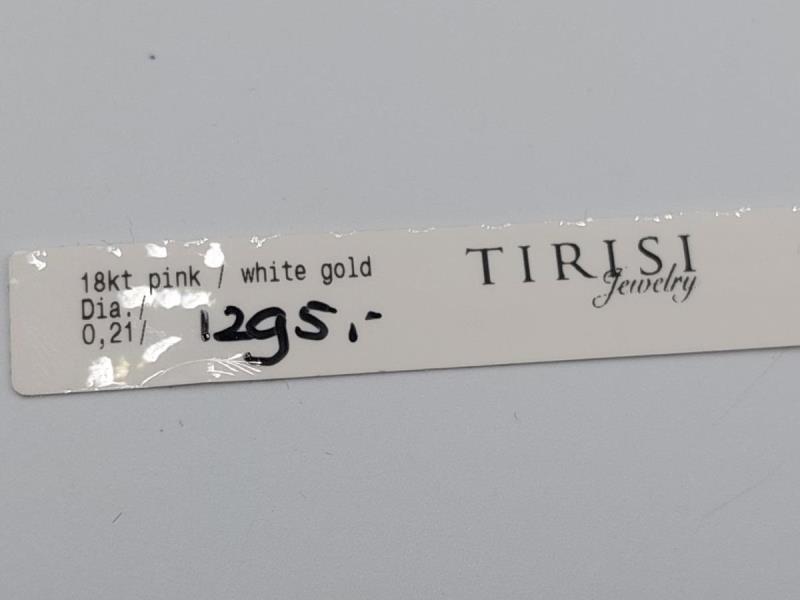 18kt pink / white gold
Dia./
0,21/
1295,-
TIRISI
Jewelry